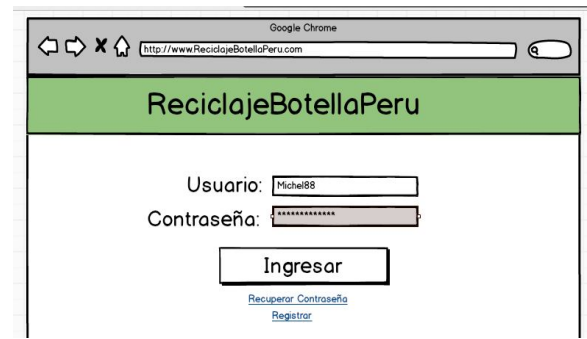 Google Chrome
http://www.ReciclajeBotellaPeru.com
ReciclajeBotellaPeru
Usuario: Michel88
Contraseña: *************
Ingresar
Recuperar Contraseña
Registrar